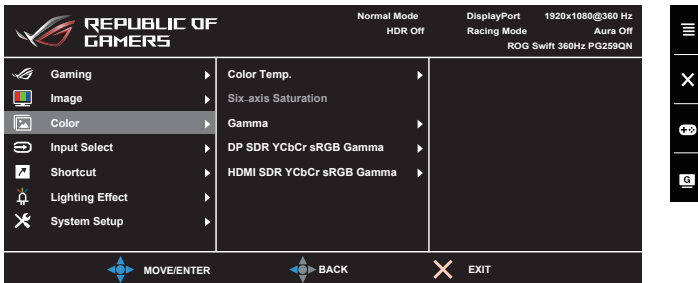 REPUBLIC OF
GAMERS
Normal Mode
HDR Off
DisplayPort 1920x1080@360 Hz
Racing Mode Aura Off
ROG Swift 360Hz PG259QN
Gaming
Image
Color
Input Select
Shortcut
Lighting Effect
System Setup
Color Temp.
Six-axis Saturation
Gamma
DP SDR YCbCr sRGB Gamma
HDMI SDR YCbCr sRGB Gamma
MOVE/ENTER
BACK
EXIT
G